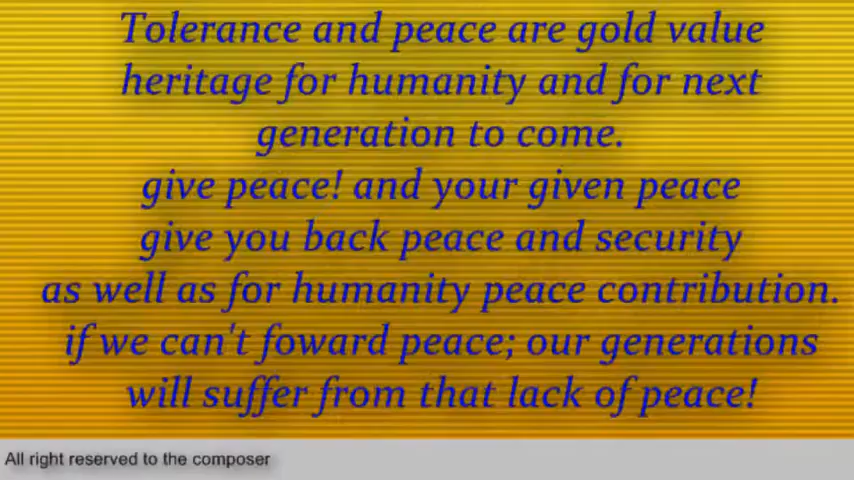 Tolerance and peace are gold value
heritage for humanity and for next
generation to come.
give peace! and your given peace
give you back peace and security
as well as for humanity peace contribution.
if we can't foward peace; our generations
will suffer from that lack of peace!
All right reserved to the composer